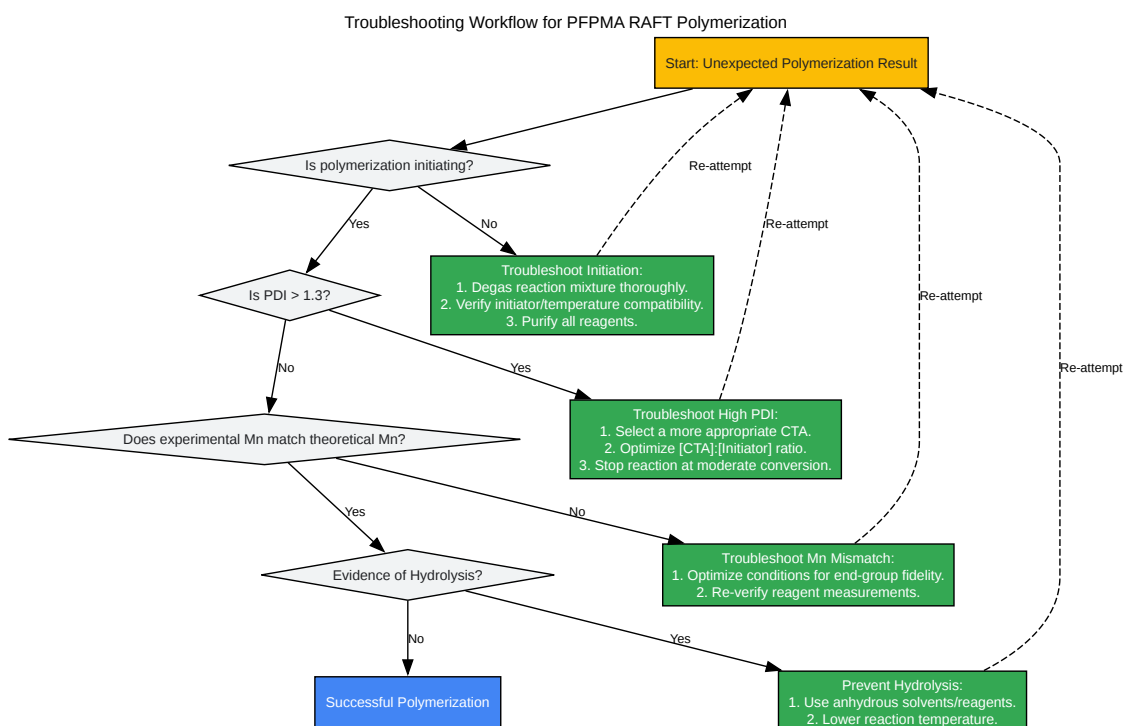 Troubleshooting Workflow for PFPMA RAFT Polymerization
Start: Unexpected Polymerization Result
Is polymerization initiating?
Re-attempt
Yes
No
Re-attempt
Troubleshoot Initiation:
1. Degas reaction mixture thoroughly.
2. Verify initiator/temperature compatibility.
3. Purify all reagents.
Is PDI > 1.3?
Re-attempt
No
Yes
Re-attempt
Troubleshoot High PDI:
1. Select a more appropriate CTA.
2. Optimize [CTA]:[Initiator] ratio.
3. Stop reaction at moderate conversion.
Does experimental Mn match theoretical Mn?
Yes
No
Troubleshoot Mn Mismatch:
1. Optimize conditions for end-group fidelity.
2. Re-verify reagent measurements.
Evidence of Hydrolysis?
No
Yes
Prevent Hydrolysis:
1. Use anhydrous solvents/reagents.
2. Lower reaction temperature.
Successful Polymerization